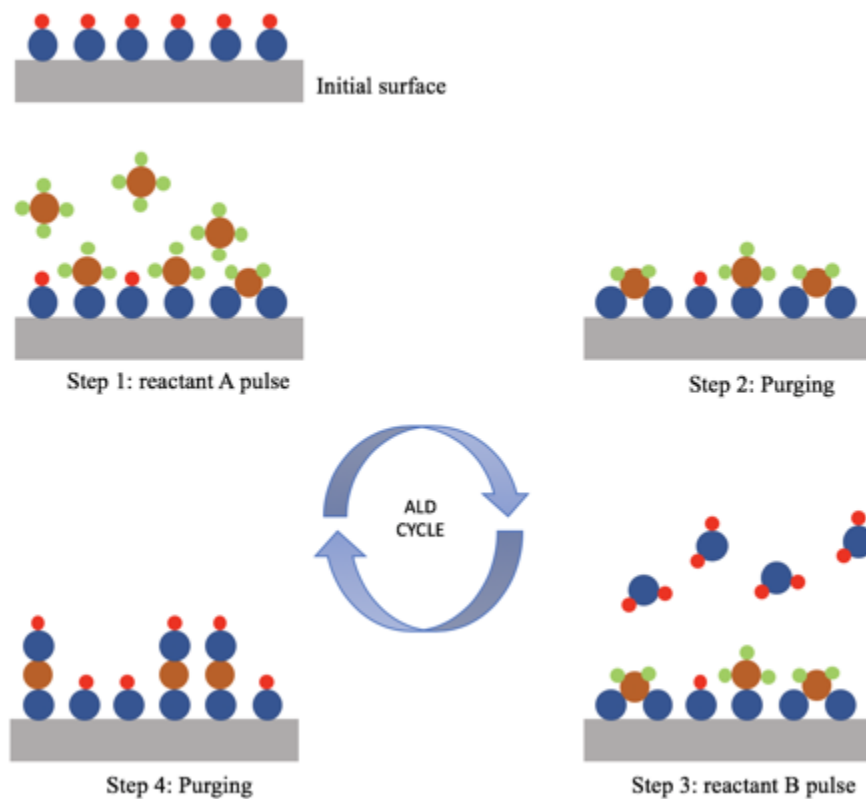 Initial surface
Step 1: reactant A pulse
Step 2: Purging
ALD
CYCLE
Step 4: Purging
Step 3: reactant B pulse